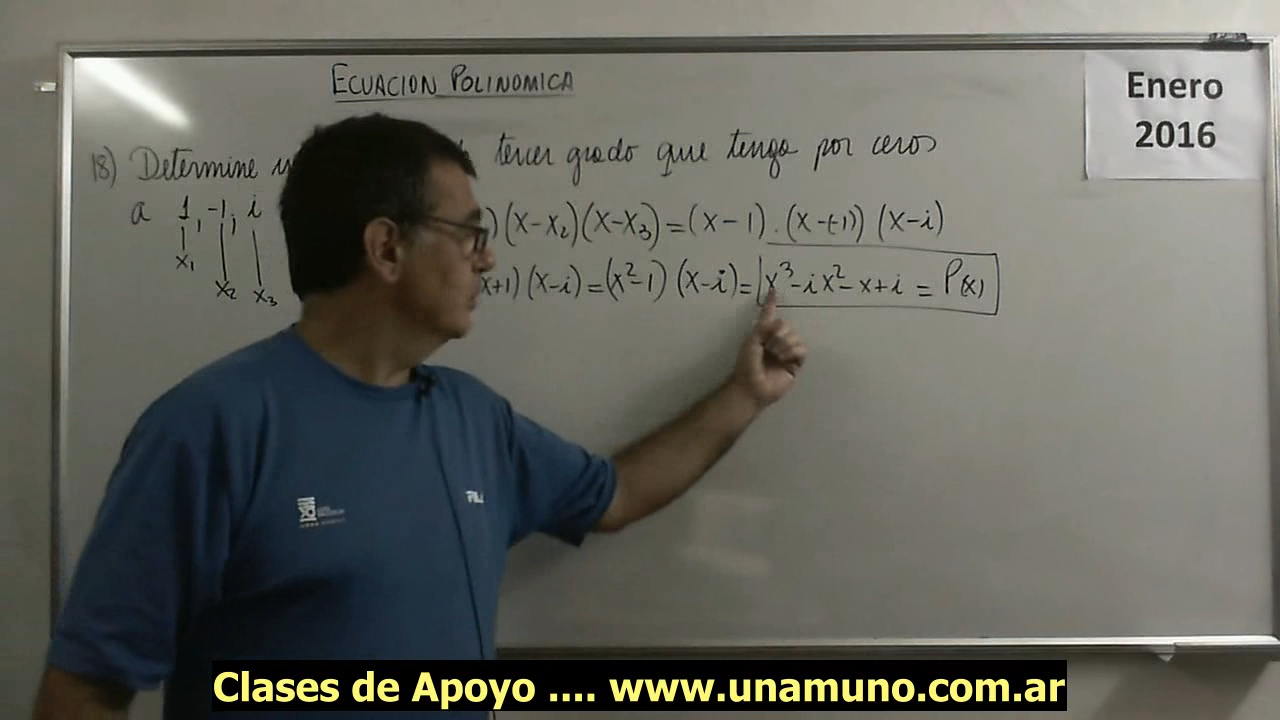 ECUACION POLINOMICA
Enero
2016
18) Determine tercer grado que tenga por ceros
a 1, -1, i )(x-x₂)(x-x₃)=(x-1).(x-(-1))(x-i)
x₁ x₂ x₃ x+1)(x-i)=(x²-1)(x-i)=x³-ix²-x+i=P(x)
FILA
Clases de Apoyo .... www.unamuno.com.ar